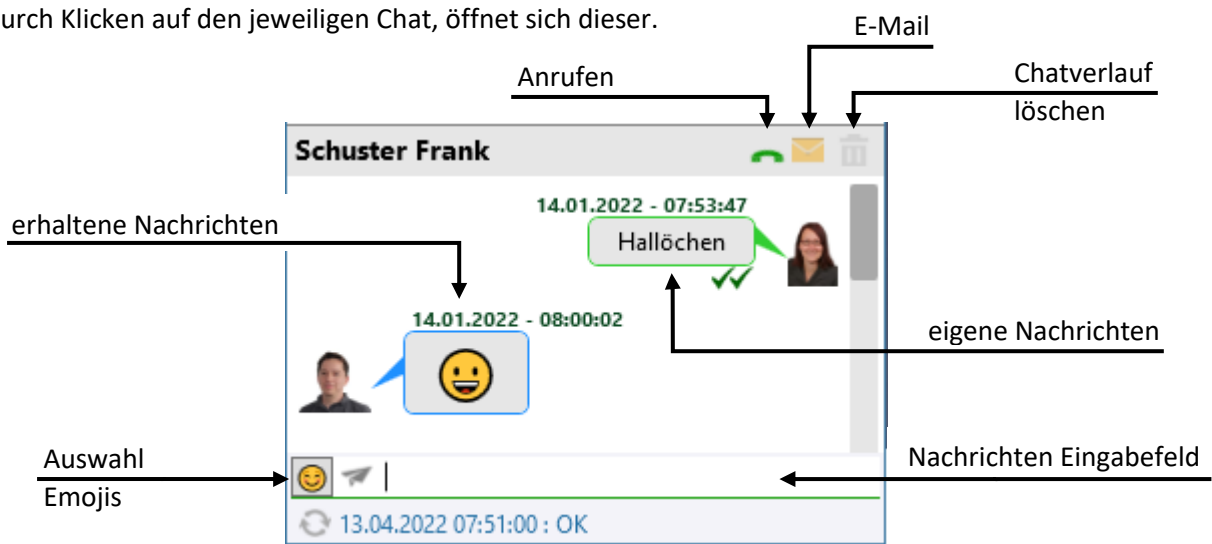 urch Klicken auf den jeweiligen Chat, öffnet sich dieser.
E-Mail
Anrufen
Chatverlauf
löschen
Schuster Frank
14.01.2022 - 07:53:47
erhaltene Nachrichten
Hallöchen
14.01.2022 - 08:00:02
eigene Nachrichten
Auswahl
Emojis
Nachrichten Eingabefeld
13.04.2022 07:51:00 : OK